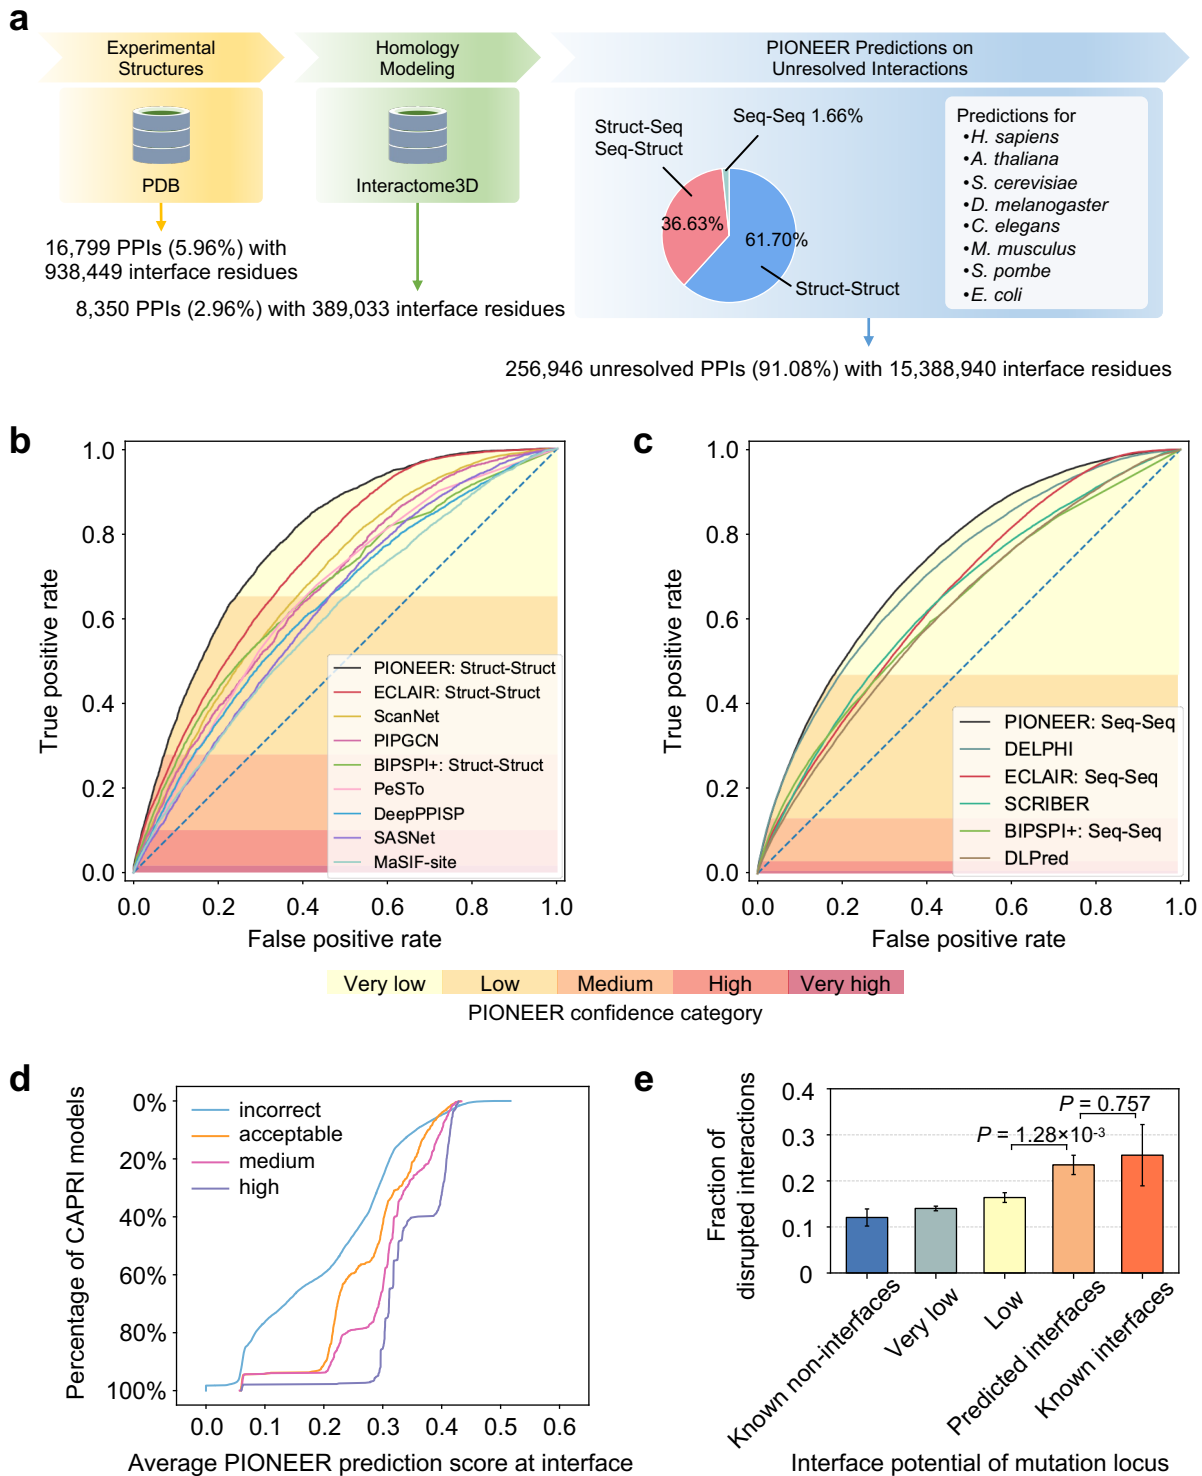 a
Experimental
Structures
Homology
Modeling
PIONEER Predictions on
Unresolved Interactions
PDB
Interactome3D
Struct-Seq
Seq-Struct
Seq-Seq 1.66%
36.63%
61.70%
Struct-Struct
Predictions for
•H. sapiens
•A. thaliana
•S. cerevisiae
•D. melanogaster
•C. elegans
•M. musculus
•S. pombe
•E. coli
16,799 PPIs (5.96%) with
938,449 interface residues
8,350 PPIs (2.96%) with 389,033 interface residues
256,946 unresolved PPIs (91.08%) with 15,388,940 interface residues
b
True positive rate
1.0
0.8
0.6
0.4
0.2
0.0
PIONEER: Struct-Struct
ECLAIR: Struct-Struct
ScanNet
PIPGCN
BIPSPI+: Struct-Struct
PeSTo
DeepPPISP
SASNet
MaSIF-site
0.0 0.2 0.4 0.6 0.8 1.0
False positive rate
c
True positive rate
1.0
0.8
0.6
0.4
0.2
0.0
PIONEER: Seq-Seq
DELPHI
ECLAIR: Seq-Seq
SCRIBER
BIPSPI+: Seq-Seq
DLPred
0.0 0.2 0.4 0.6 0.8 1.0
False positive rate
Very low Low Medium High Very high
PIONEER confidence category
d
Percentage of CAPRI models
0%
20%
40%
60%
80%
100%
incorrect
acceptable
medium
high
0.0 0.1 0.2 0.3 0.4 0.5 0.6
Average PIONEER prediction score at interface
e
Fraction of
disrupted interactions
0.4
0.3
0.2
0.1
0
P = 0.757
P = 1.28×10-3
Known non-interfaces
Very low
Low
Predicted interfaces
Known interfaces
Interface potential of mutation locus